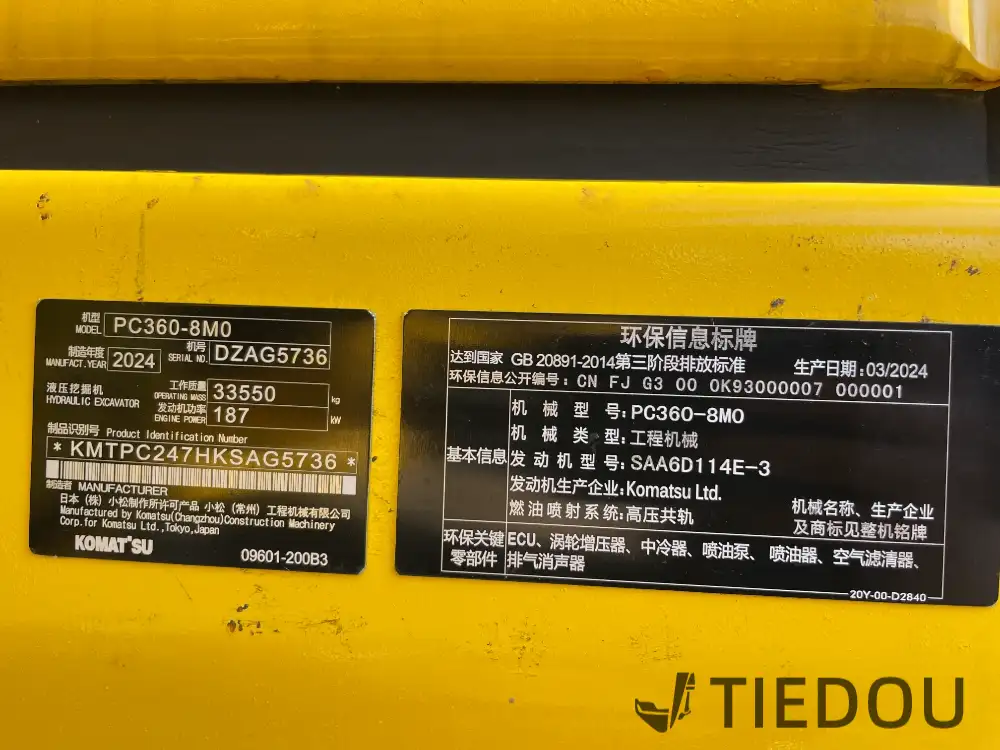 机型
MODEL PC360-8M0
制造年度
MANUFACT.YEAR 2024
机号
SERIAL NO. DZAG5736
液压挖掘机
HYDRAULIC EXCAVATOR
工作质量
OPERATING MASS 33550 kg
发动机功率
ENGINE POWER 187 kW
制品识别号 Product Identification Number
* KMTPC247HKSAG5736 *
制造者 MANUFACTURER
日本（株）小松制作所许可产品 小松（常州）工程机械有限公司
Manufactured by Komatsu(Changzhou)Construction Machinery
Corp.for Komatsu Ltd.,Tokyo,Japan
KOMATSU
09601-200B3
环保信息标牌
达到国家 GB 20891-2014第三阶段排放标准 生产日期:03/2024
环保信息公开编号: CN FJ G3 00 0K93000007 000001
基本信息
机械型号:PC360-8MO
机械类型:工程机械
发动机型号:SAA6D114E-3
发动机生产企业:Komatsu Ltd.
燃油喷射系统:高压共轨
机械名称、生产企业
及商标见整机铭牌
环保关键
零部件
ECU、涡轮增压器、中冷器、喷油泵、喷油器、空气滤清器、
排气消声器
20Y-00-D2840
TIEDOU